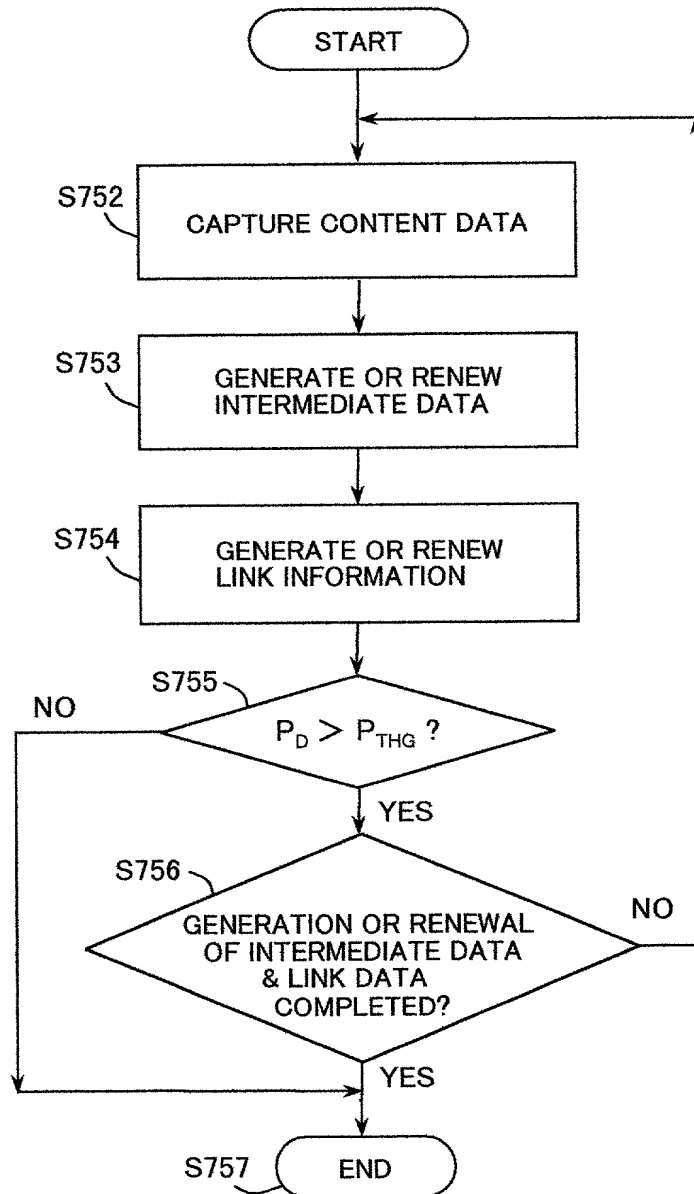 START
S752
CAPTURE CONTENT DATA
S753
GENERATE OR RENEW
INTERMEDIATE DATA
S754
GENERATE OR RENEW
LINK INFORMATION
S755
NO
P_D > P_THG ?
YES
S756
GENERATION OR RENEWAL
OF INTERMEDIATE DATA
& LINK DATA
COMPLETED?
NO
YES
S757
END